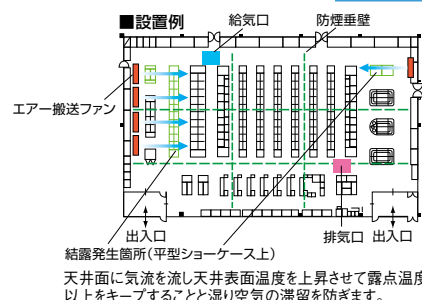 ■設置例
給気口
防煙垂壁
エアー搬送ファン
出入口
排気口
出入口
結露発生箇所(平型ショーケース上)
天井面に気流を流し天井表面温度を上昇させて露点温度
以上をキープすることと湿り空気の滞留を防ぎます。